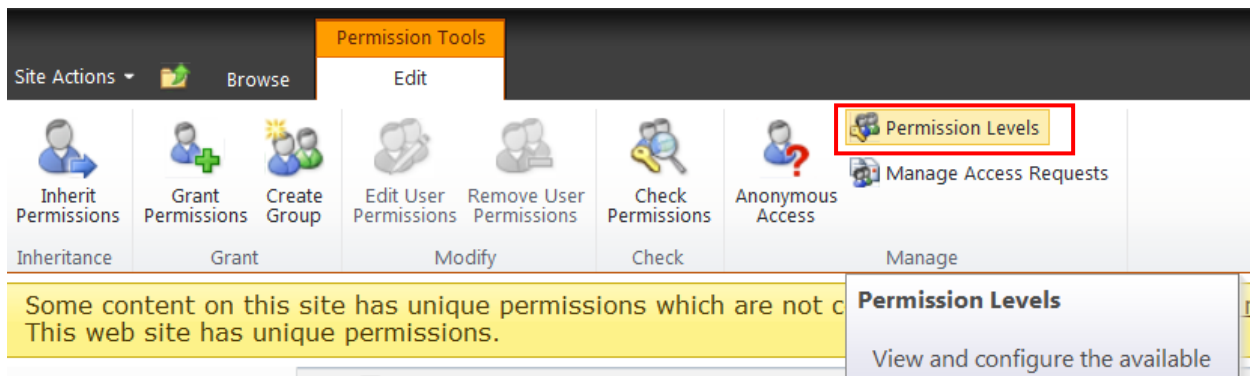 Permission Tools
Site Actions
Browse
Edit
Inherit Permissions
Grant Permissions
Create Group
Edit User Permissions
Remove User Permissions
Check Permissions
Anonymous Access
Permission Levels
Manage Access Requests
Inheritance
Grant
Modify
Check
Manage
Some content on this site has unique permissions which are not c
This web site has unique permissions.
Permission Levels
View and configure the available